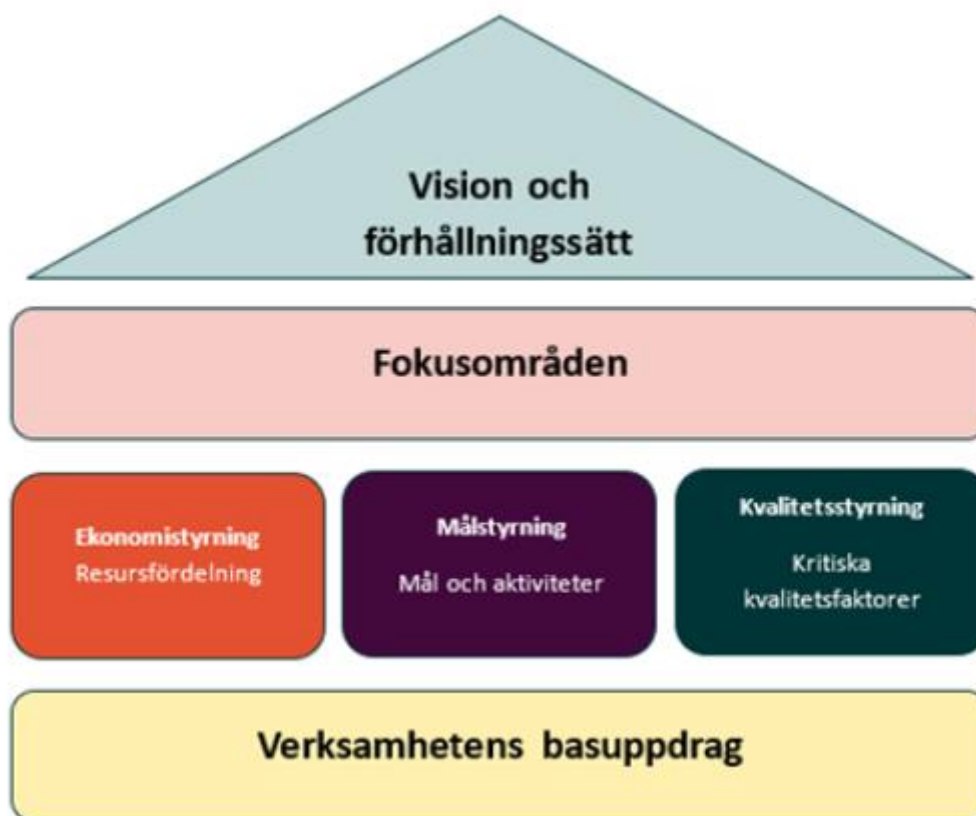 Vision och
förhållningssätt
Fokusområden
Ekonomistyrning
Resursfördelning
Målstyrning
Mål och aktiviteter
Kvalitetsstyrning
Kritiska
kvalitetsfaktorer
Verksamhetens basuppdrag